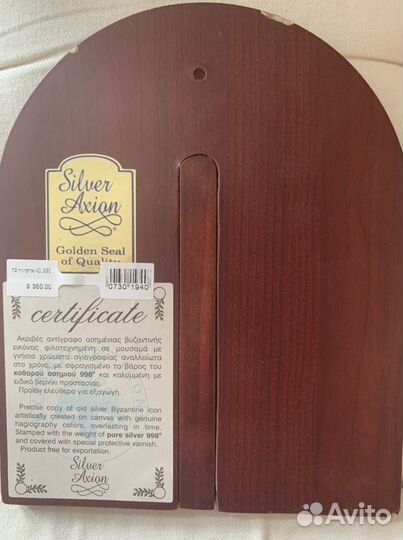 Silver
Axion®
Golden Seal
of Quality
$ 360.00
0730 1940
certificate
Ακριβές αντίγραφο ασημένιας βυζαντινής
εικόνας φιλοτεχνημένη σε μουσαμά με
γνήσια χρώματα αγιογραφίας αναλλοίωτα
στο χρόνο, με σφραγισμένο το βάρος του
καθαρού ασημιού 998° και καλυμμένη με
ειδικό βερνίκι προστασίας.
Προϊόν ελεύθερο για εξαγωγή.
Precise copy of old silver Byzantine icon
artistically created on canvas with genuine
hagiography colors, overlasting in time.
Stamped with the weight of pure silver 998°
and covered with special protective varnish.
Product free for exportation.
Silver
Axion
Avito